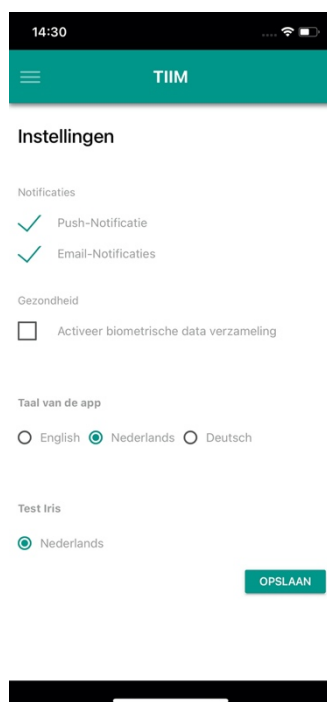 14:30
TIIM
Instellingen
Notificaties
Push-Notificatie
Email-Notificaties
Gezondheid
Activeer biometrische data verzameling
Taal van de app
English Nederlands Deutsch
Test Iris
Nederlands
OPSLAAN